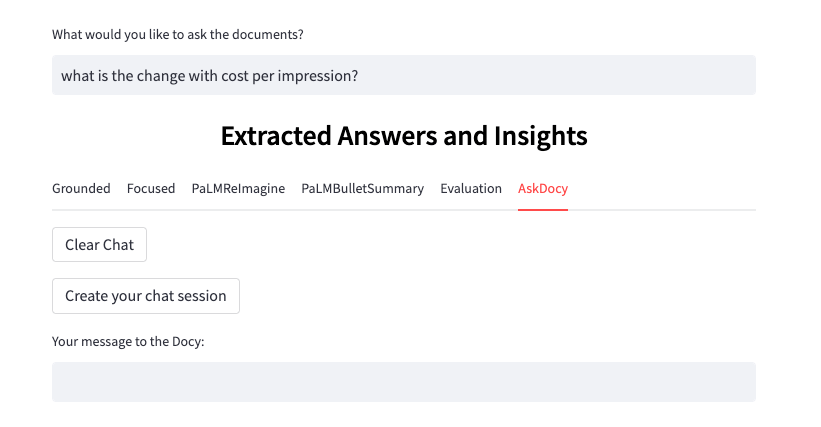 What would you like to ask the documents?
what is the change with cost per impression?
Extracted Answers and Insights
Grounded Focused PaLMReImagine PaLMBulletSummary Evaluation AskDocy
Clear Chat
Create your chat session
Your message to the Docy: